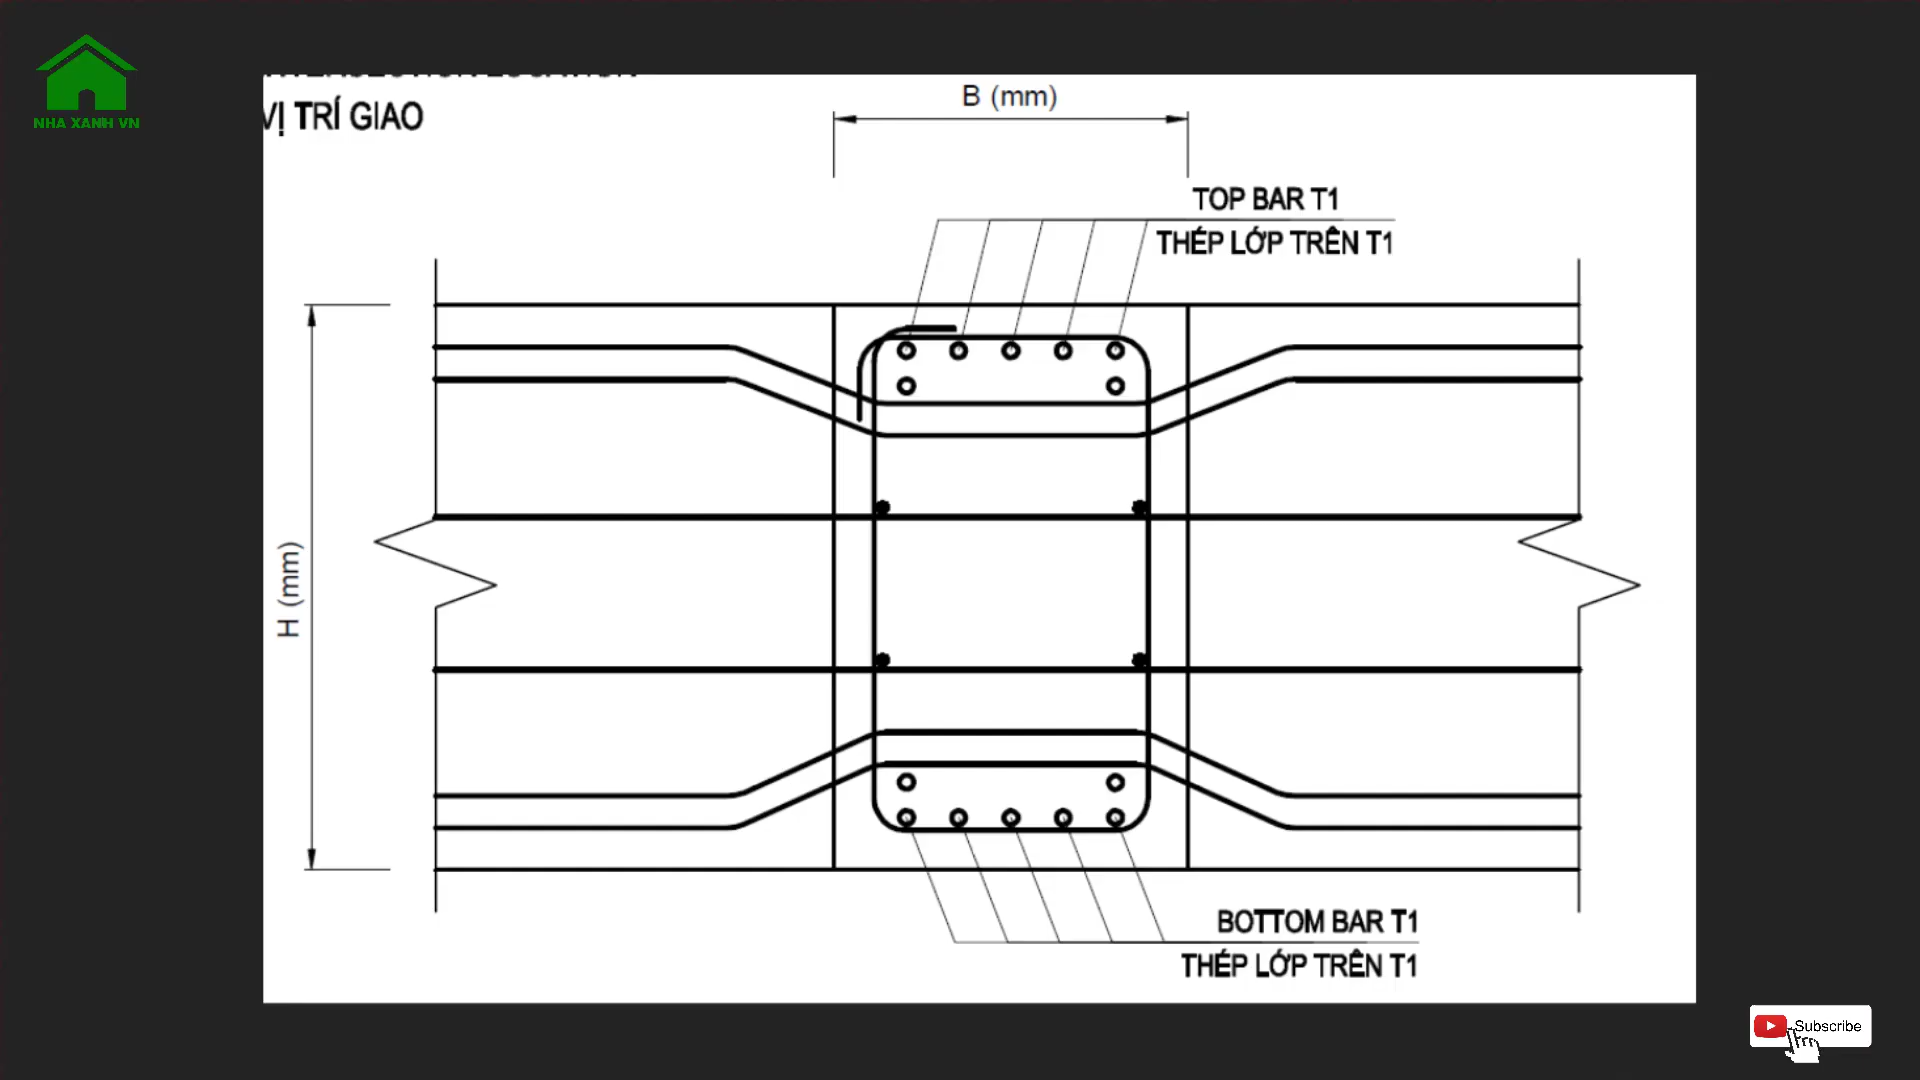 NHA XANH VN
VỊ TRÍ GIAO
B (mm)
TOP BAR T1
THÉP LỚP TRÊN T1
H (mm)
BOTTOM BAR T1
THÉP LỚP TRÊN T1
Subscribe